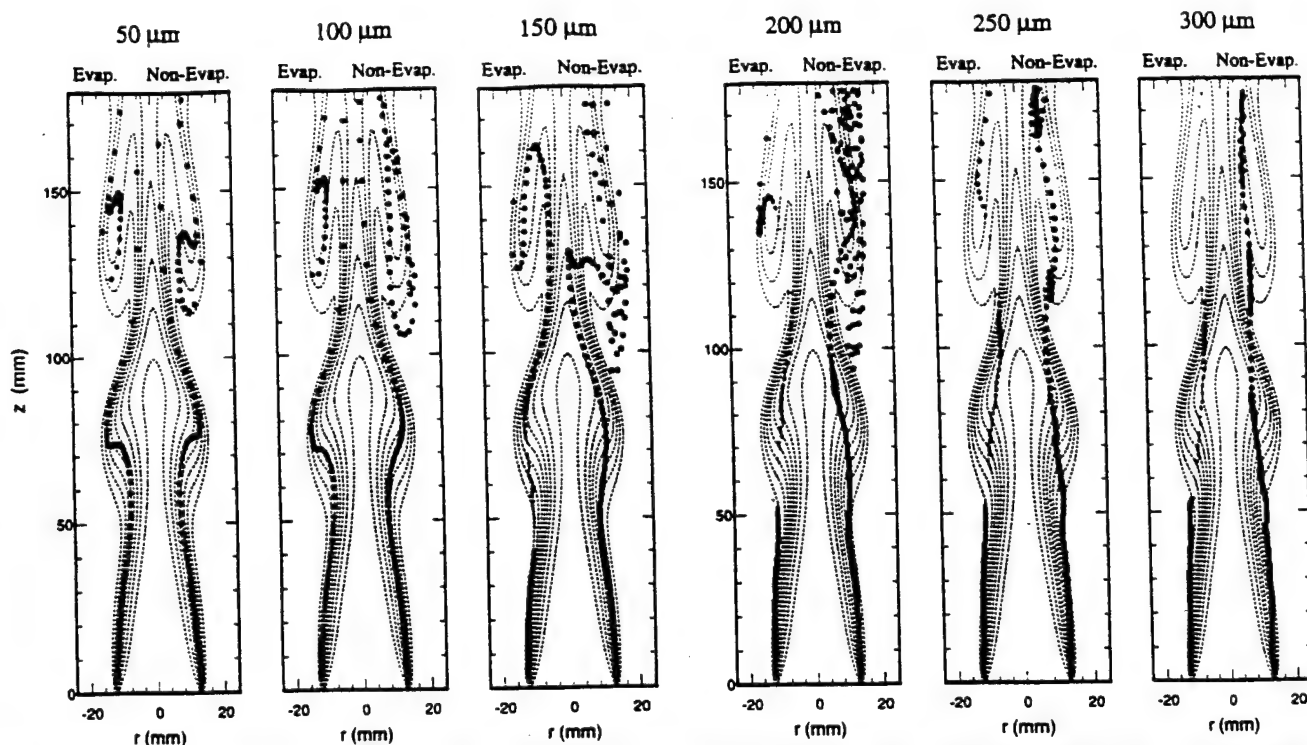 50 µm 100 µm 150 µm 200 µm 250 µm 300 µm
Evap. Non-Evap. Evap. Non-Evap. Evap. Non-Evap. Evap. Non-Evap. Evap. Non-Evap. Evap. Non-Evap.
150 150
100 100
z (mm)
50 50
0 0
-20 0 20 -20 0 20 -20 0 20 -20 0 20 -20 0 20 -20 0 20
r (mm) r (mm) r (mm) r (mm) r (mm) r (mm)